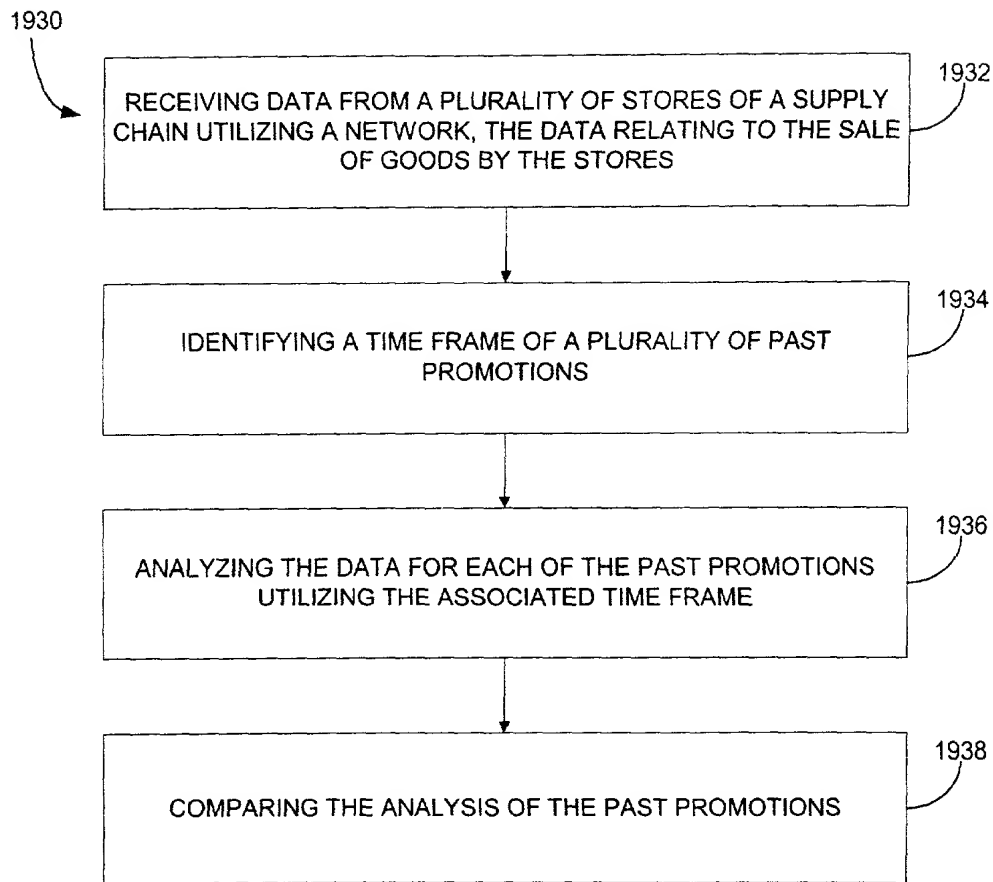 1930
1932
RECEIVING DATA FROM A PLURALITY OF STORES OF A SUPPLY
CHAIN UTILIZING A NETWORK, THE DATA RELATING TO THE SALE
OF GOODS BY THE STORES
1934
IDENTIFYING A TIME FRAME OF A PLURALITY OF PAST
PROMOTIONS
1936
ANALYZING THE DATA FOR EACH OF THE PAST PROMOTIONS
UTILIZING THE ASSOCIATED TIME FRAME
1938
COMPARING THE ANALYSIS OF THE PAST PROMOTIONS